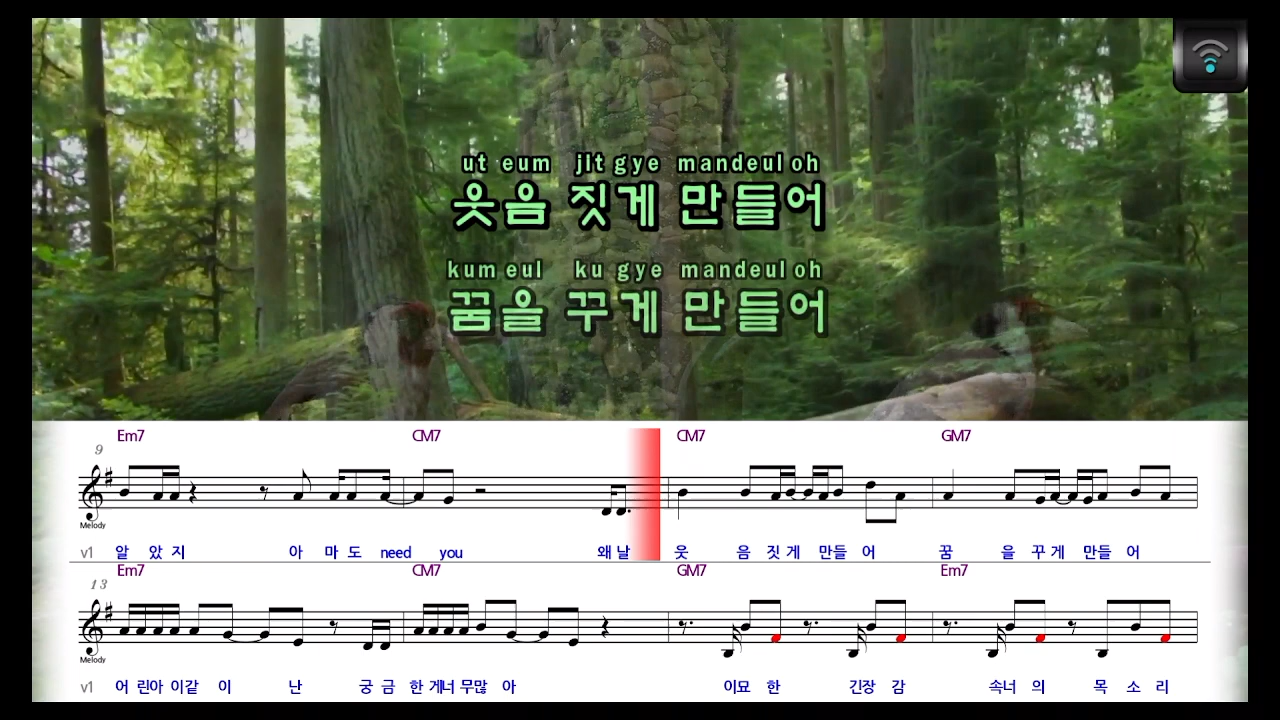 ut eum jit gye mandeul oh
웃음 짓게 만들어
kum eul ku gye mandeul oh
꿈을 꾸게 만들어
Em7 CM7 CM7 GM7
9
Melody
v1 알 았 지 아 마 도 need you 왜 날 웃 음 짓 게 만들 어 꿈 을 꾸 게 만들 어
Em7 CM7 GM7 Em7
13
Melody
v1 어 린아 이같 이 난 궁 금 한 게너 무많 아 이묘 한 긴장 감 속너 의 목 소 리